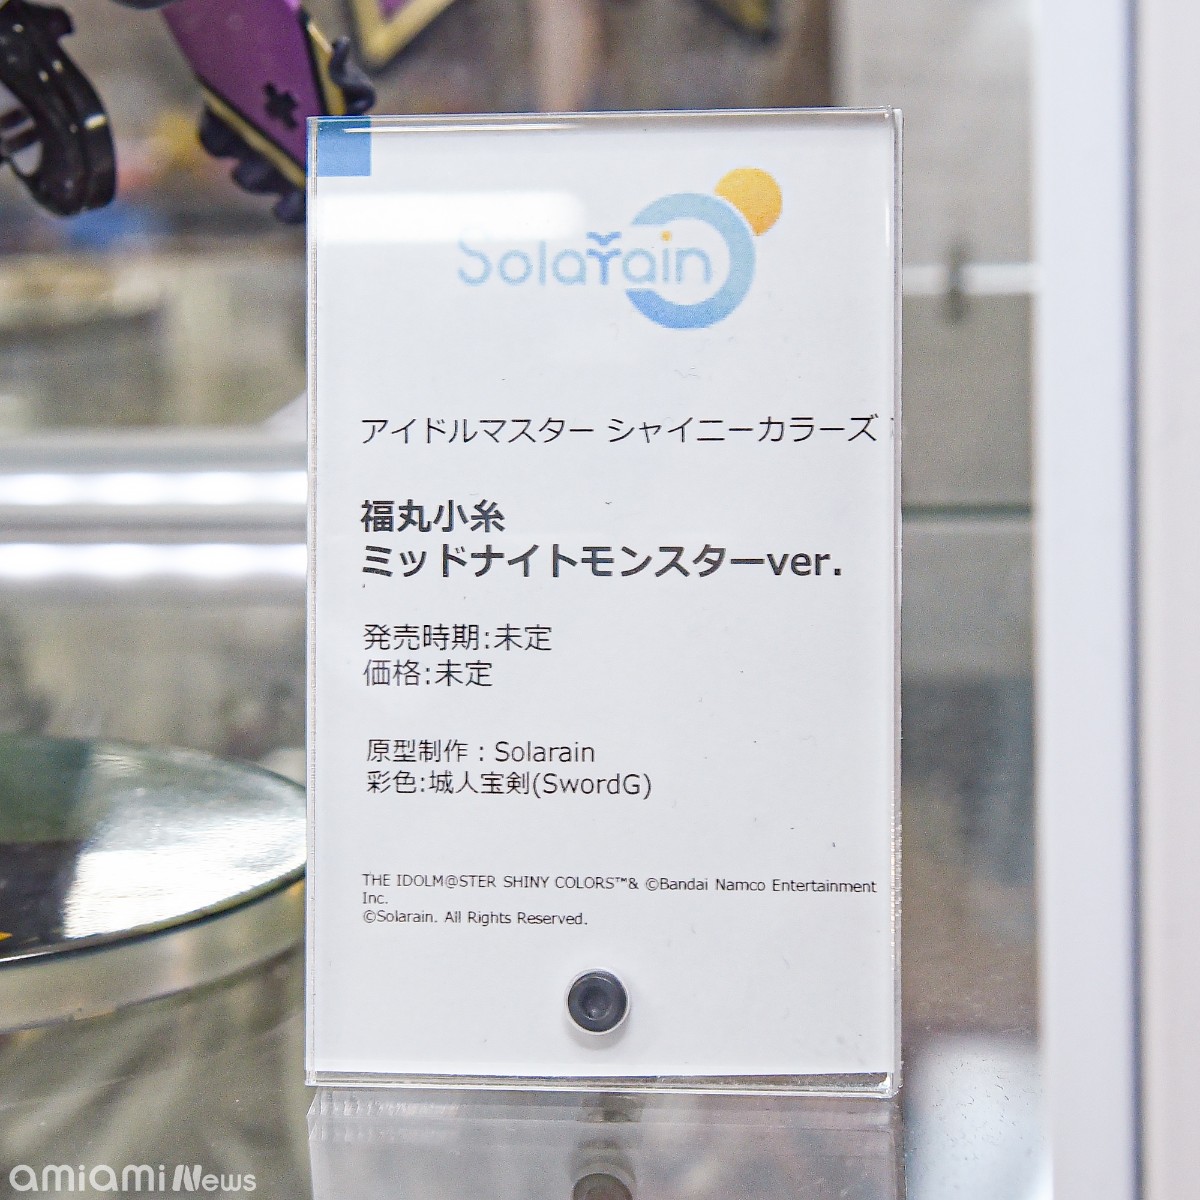 Solarain
アイドルマスター シャイニーカラーズ
福丸小糸
ミッドナイトモンスターver.
発売時期:未定
価格:未定
原型制作：Solarain
彩色:城人宝剣(SwordG)
THE IDOLM@STER SHINY COLORS™& ©Bandai Namco Entertainment
Inc.
©Solarain. All Rights Reserved.
amiami News